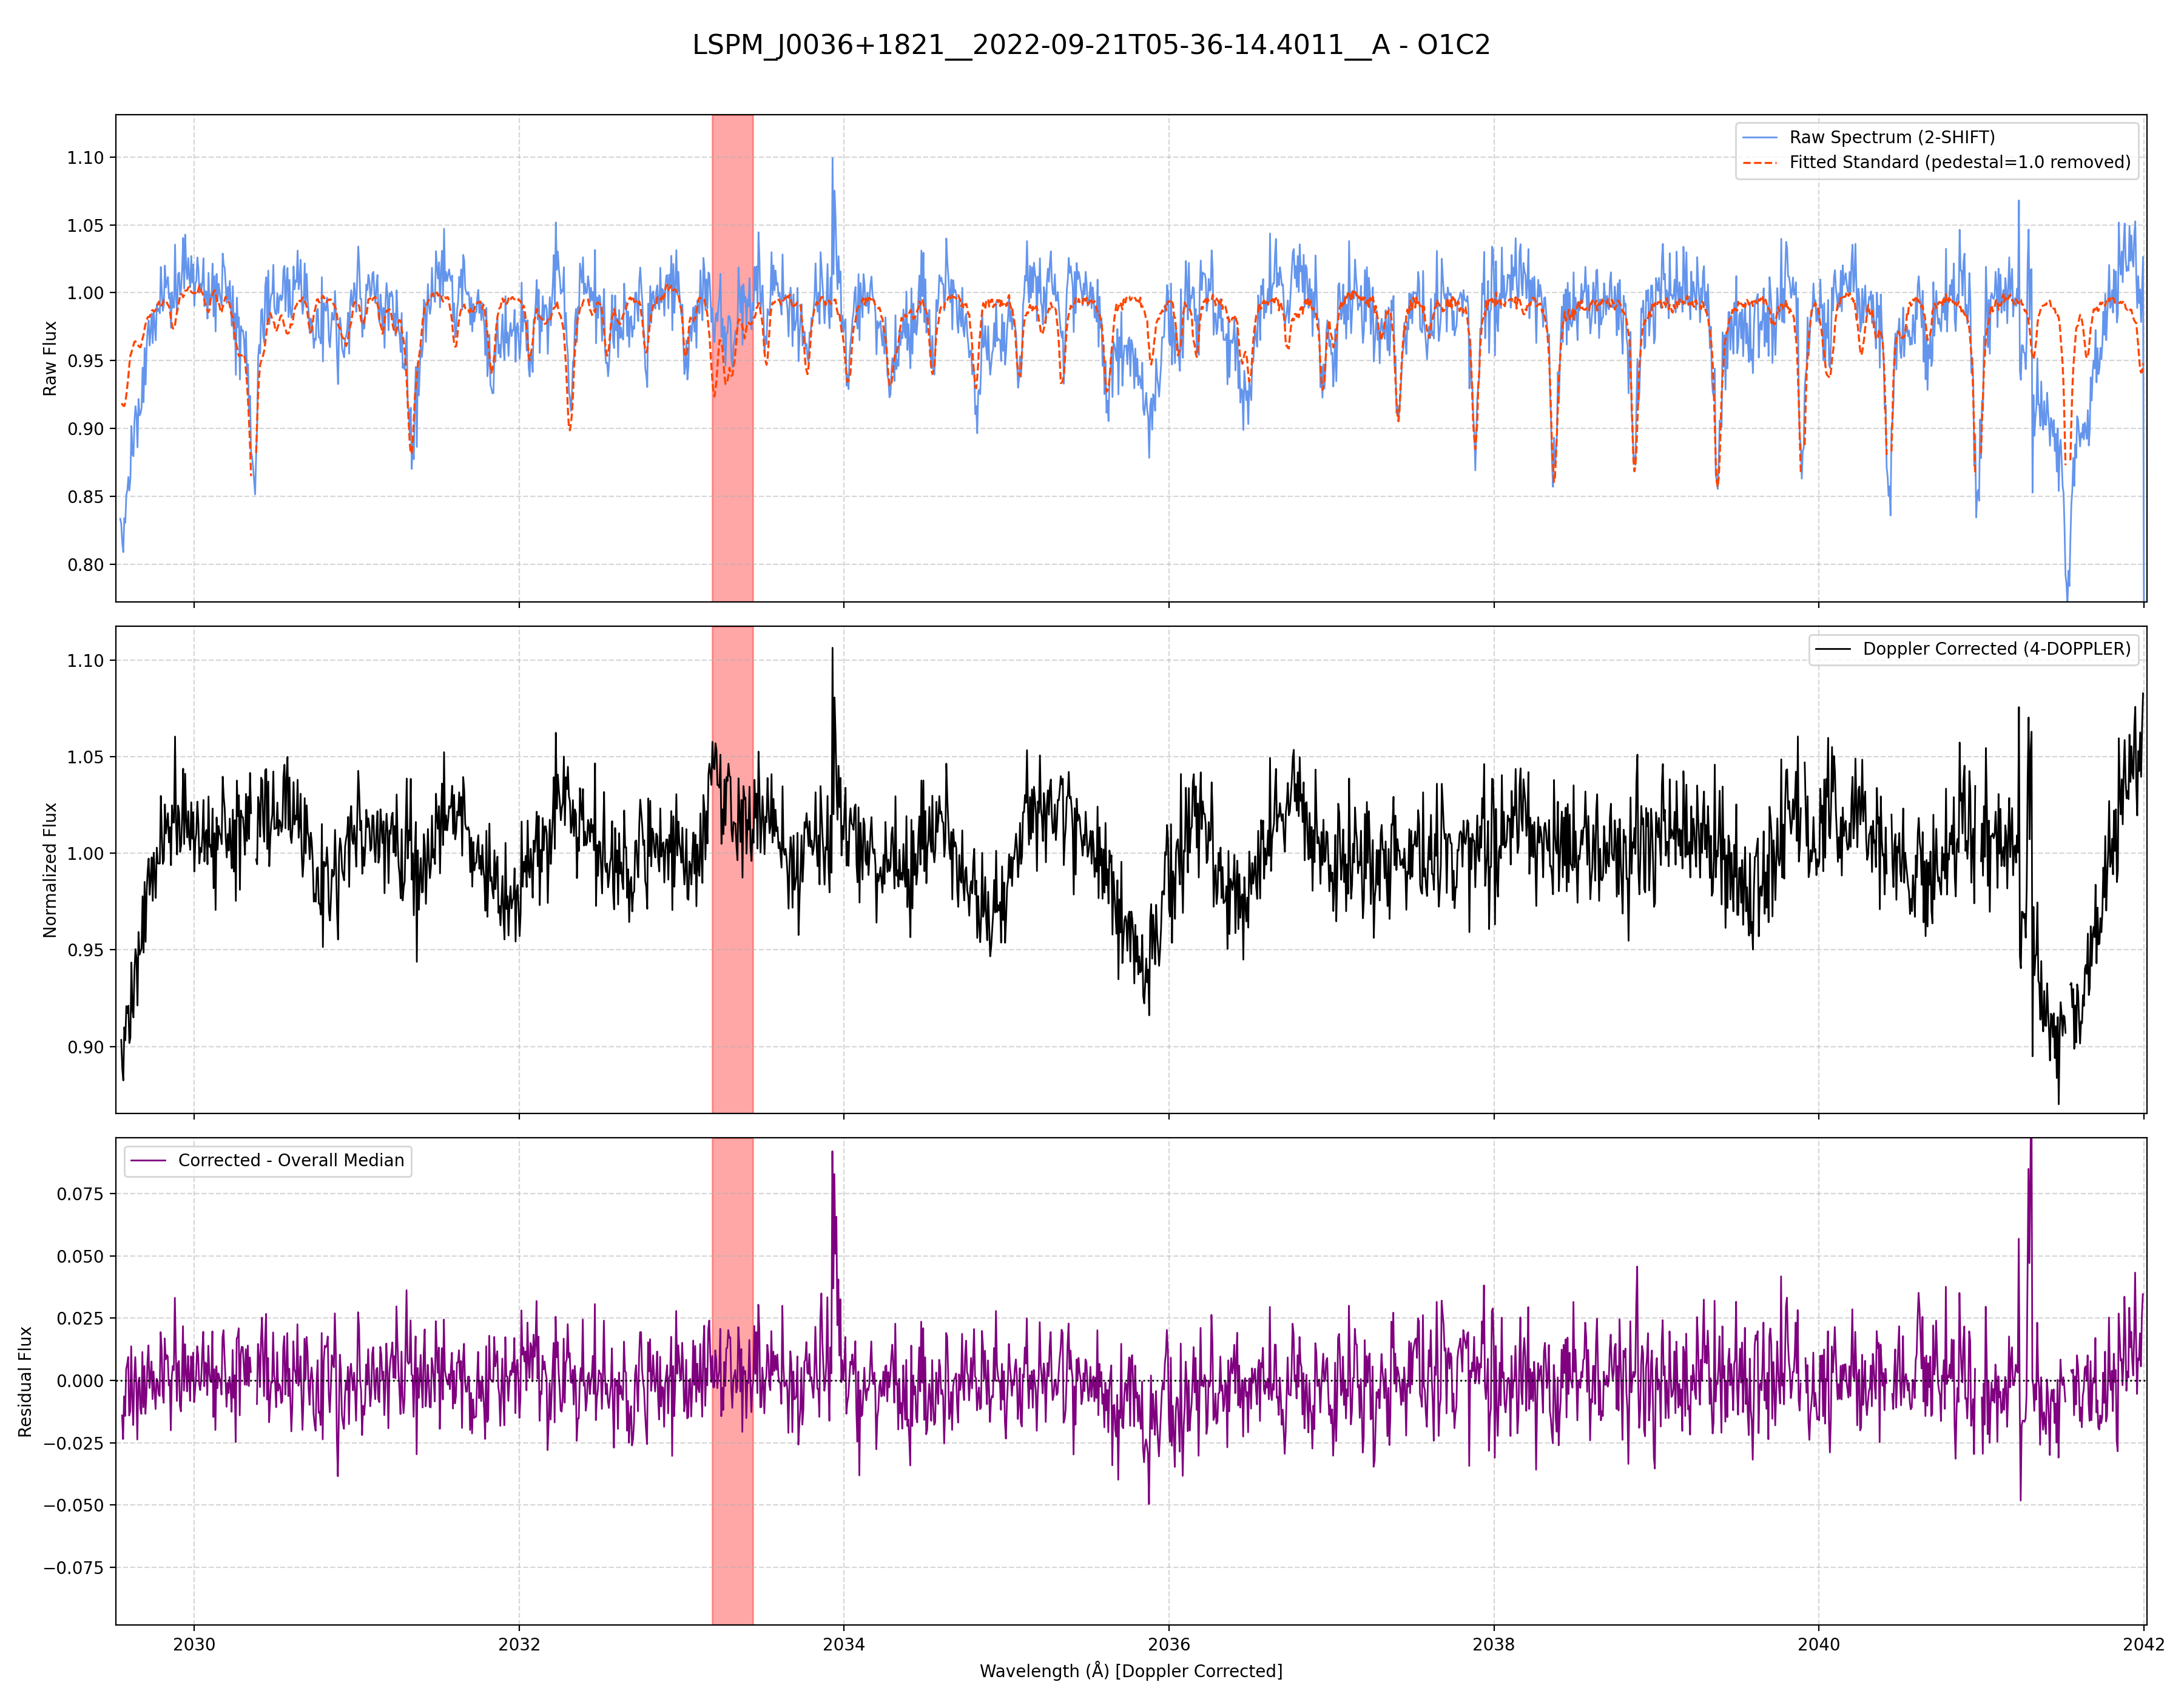 LSPM_J0036+1821__2022-09-21T05-36-14.4011__A - O1C2
Raw Spectrum (2-SHIFT)
Fitted Standard (pedestal=1.0 removed)
Raw Flux
1.10
1.05
1.00
0.95
0.90
0.85
0.80
Doppler Corrected (4-DOPPLER)
Normalized Flux
1.10
1.05
1.00
0.95
0.90
Corrected - Overall Median
Residual Flux
0.075
0.050
0.025
0.000
−0.025
−0.050
−0.075
2030 2032 2034 2036 2038 2040 2042
Wavelength (Å) [Doppler Corrected]